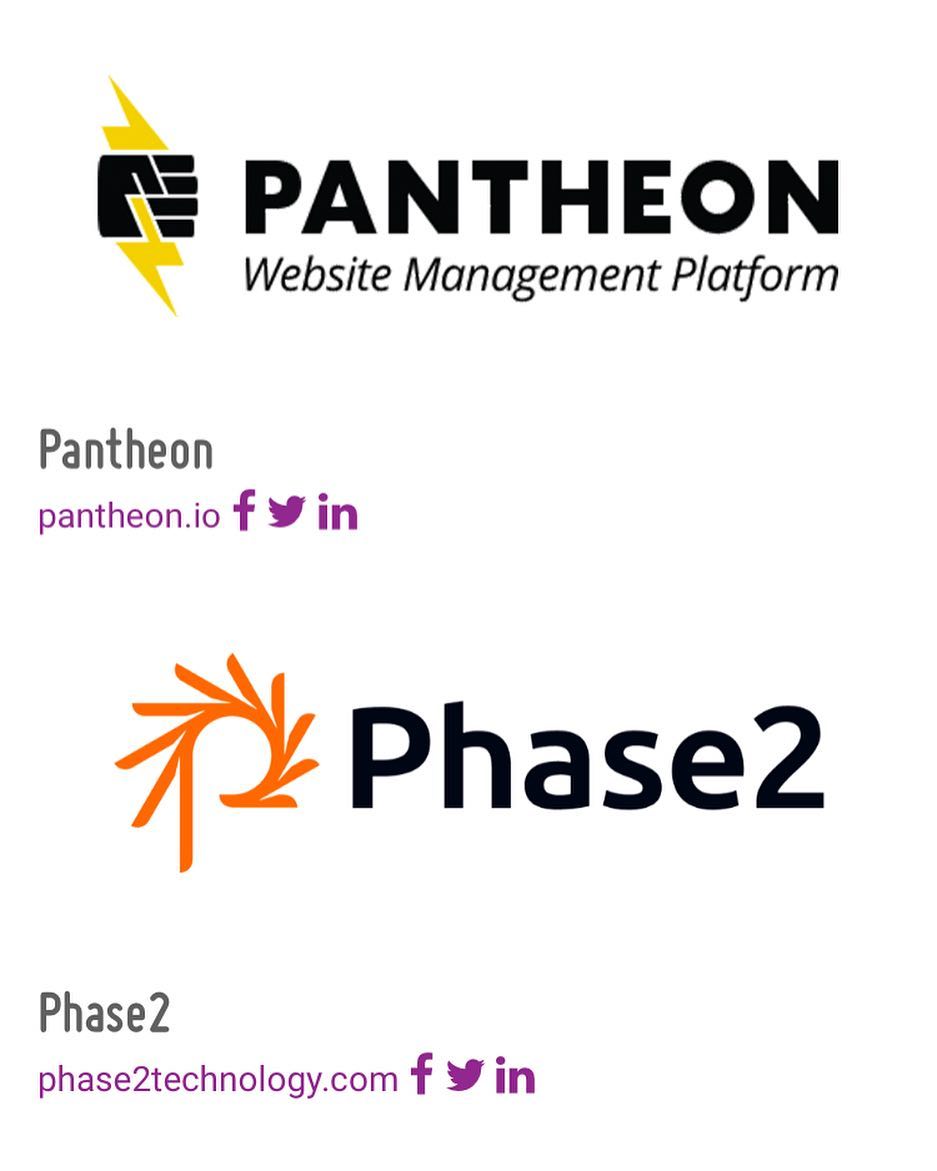 PANTHEON
Website Management Platform
Pantheon
pantheon.io
Phase2
Phase2
phase2technology.com